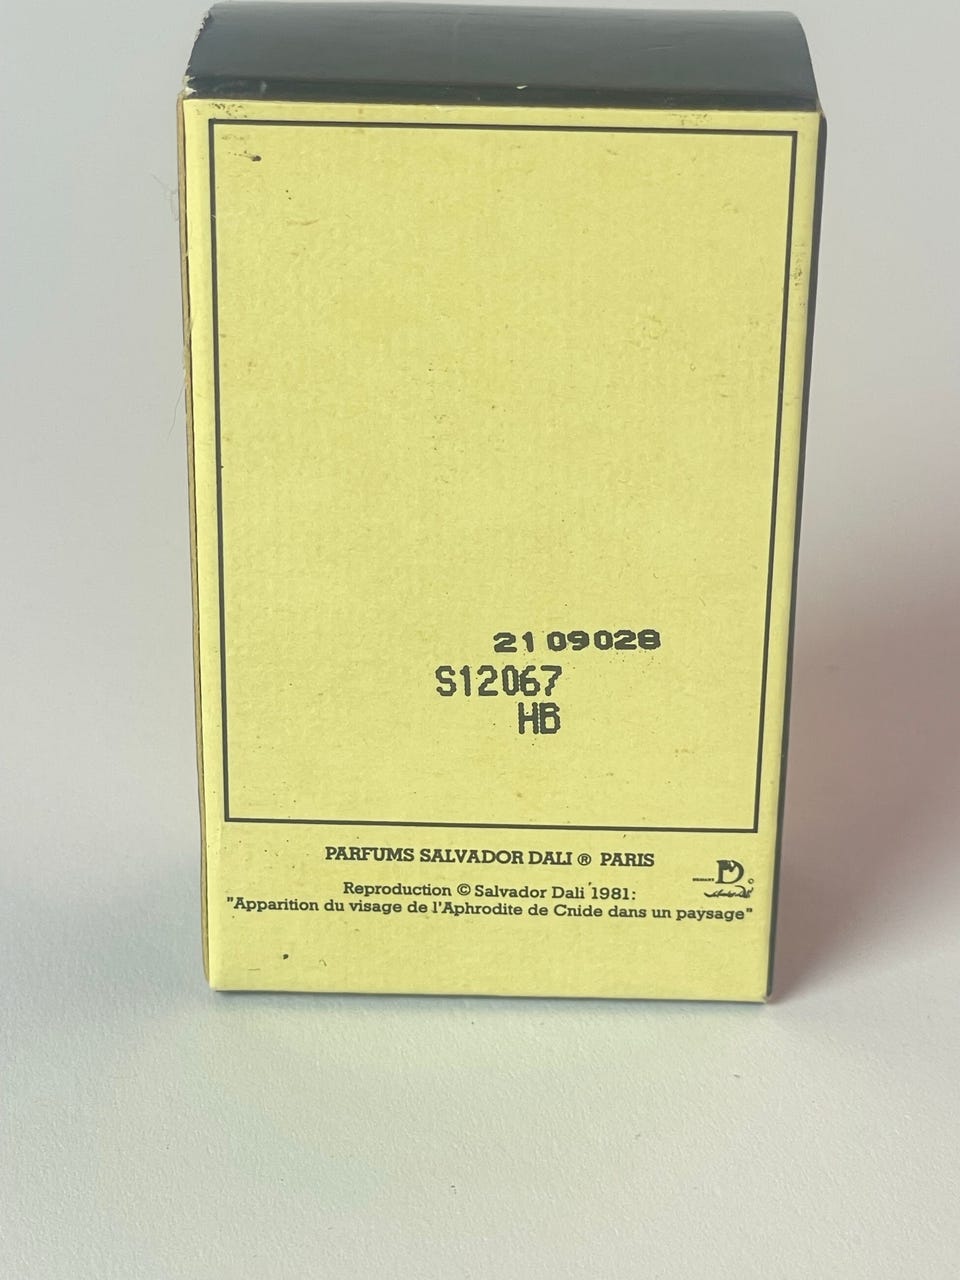 2109028
S12067
HB
PARFUMS SALVADOR DALI ® PARIS
Reproduction © Salvador Dali 1981:
"Apparition du visage de l'Aphrodite de Cnide dans un paysage"
D